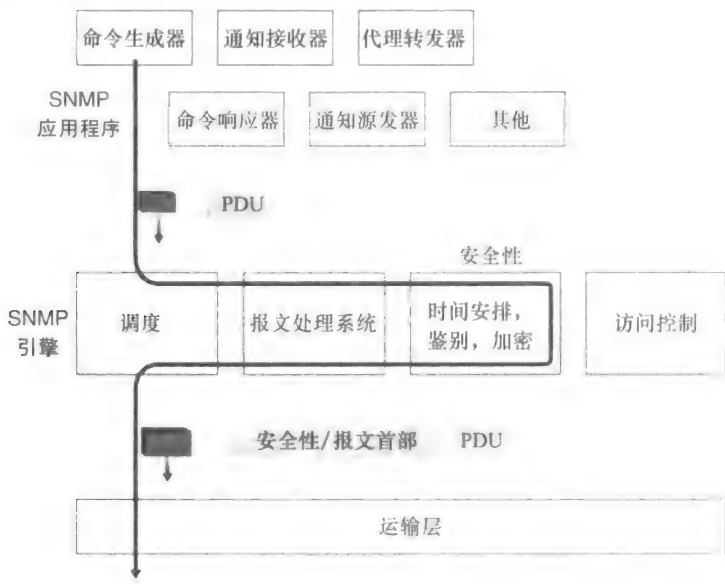 命令生成器 通知接收器 代理转发器
SNMP
应用程序
命令响应器 通知源发器 其他
PDU
安全性
SNMP
引擎
调度
报文处理系统
时间安排，
鉴别，加密
访问控制
安全性/报文首部 PDU
运输层